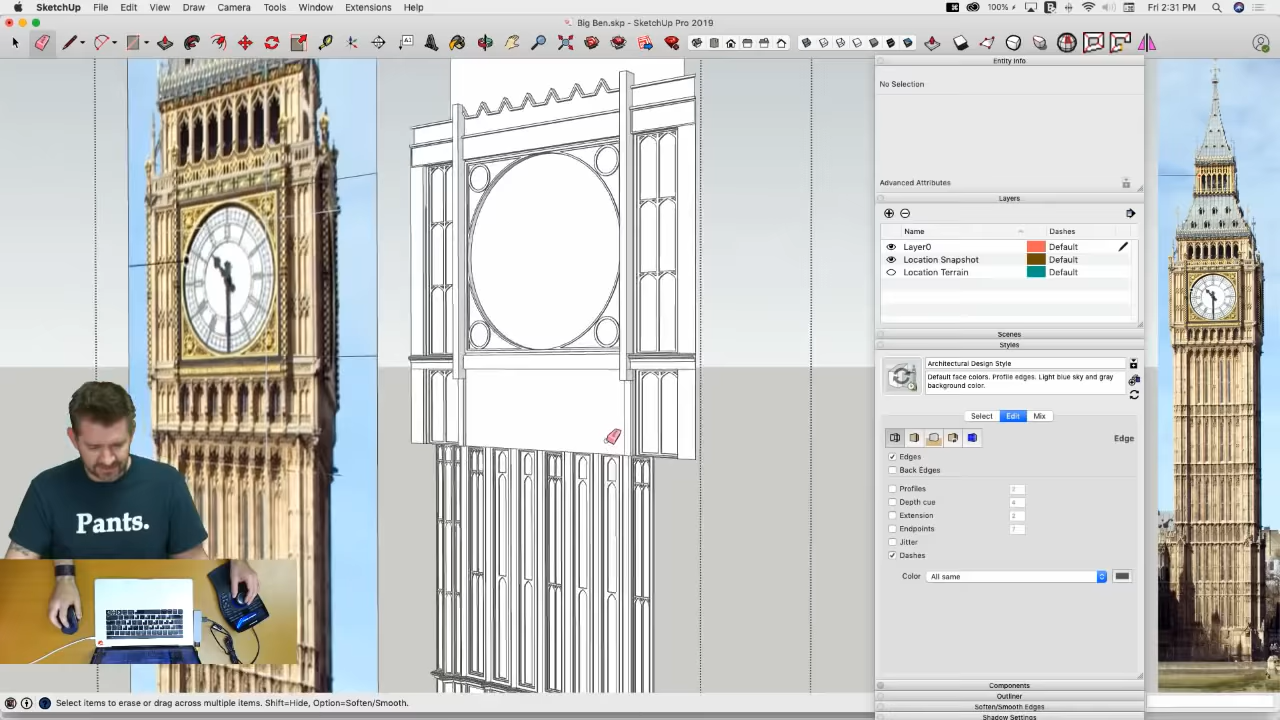 SketchUp File Edit View Draw Camera Tools Window Extensions Help
100% Fri 2:31 PM
Big Ben.skp - SketchUp Pro 2019
Entity Info
No Selection
Advanced Attributes
Layers
Name Dashes
Layer0 Default
Location Snapshot Default
Location Terrain Default
Scenes
Styles
Architectural Design Style
Default face colors. Profile edges. Light blue sky and gray
background color.
Select Edit Mix
Edge
Edges
Back Edges
Profiles 2
Depth cue 4
Extension 2
Endpoints 7
Jitter
Dashes
Color All same
Pants.
Components
Outliner
Soften/Smooth Edges
Shadow Settings
Select items to erase or drag across multiple items. Shift=Hide, Option=Soften/Smooth.